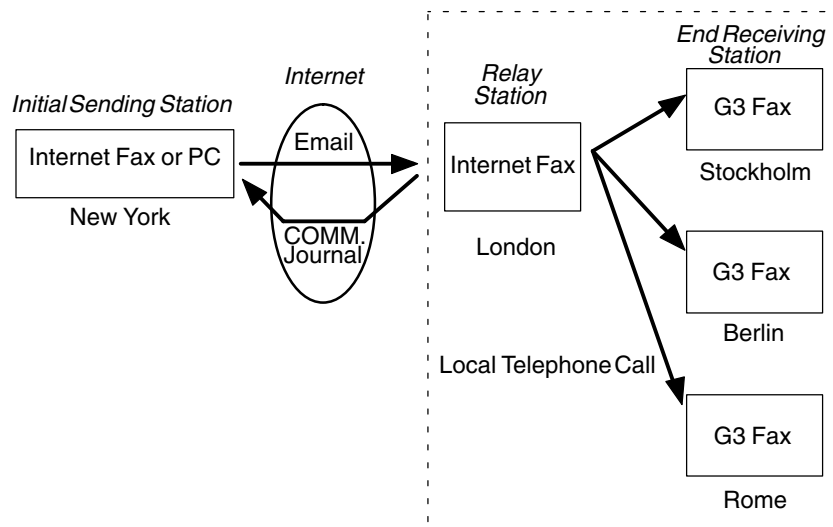 Initial Sending Station
Internet Fax or PC
New York
Internet
Email
COMM.
Journal
Relay
Station
Internet Fax
London
Local Telephone Call
End Receiving
Station
G3 Fax
Stockholm
G3 Fax
Berlin
G3 Fax
Rome